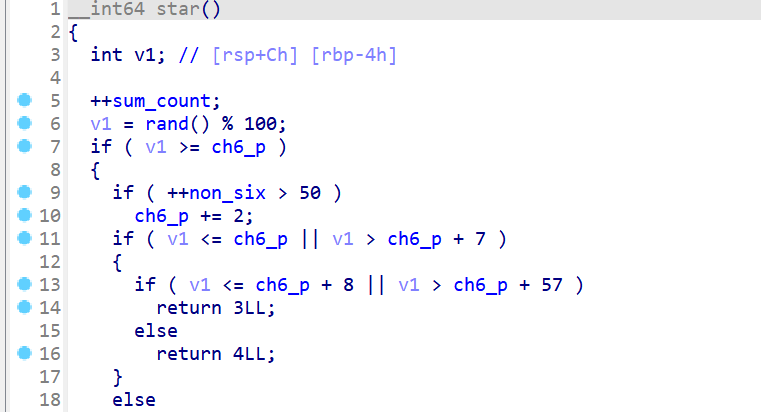 1 __int64 star()
2 {
3   int v1; // [rsp+Ch] [rbp-4h]
4
5   ++sum_count;
6   v1 = rand() % 100;
7   if ( v1 >= ch6_p )
8   {
9     if ( ++non_six > 50 )
10       ch6_p += 2;
11     if ( v1 <= ch6_p || v1 > ch6_p + 7 )
12     {
13       if ( v1 <= ch6_p + 8 || v1 > ch6_p + 57 )
14         return 3LL;
15       else
16         return 4LL;
17     }
18     else